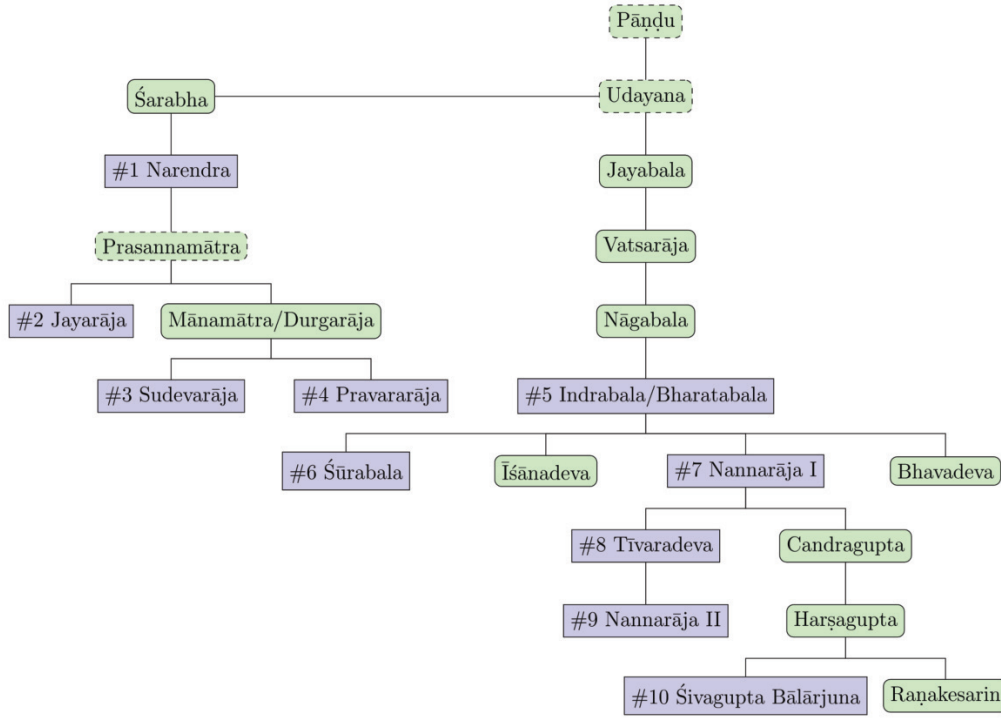 Pāṇḍu
Śarabha
Udayana
#1 Narendra
Jayabala
Prasannamātra
Vatsarāja
#2 Jayarāja
Mānamātra/Durgarāja
Nāgabala
#3 Sudevarāja
#4 Pravararāja
#5 Indrabala/Bharatabala
#6 Śūrabala
Īśānadeva
#7 Nannarāja I
Bhavadeva
#8 Tīvaradeva
Candragupta
#9 Nannarāja II
Harṣagupta
#10 Śivagupta Bālārjuna
Raṇakesarin